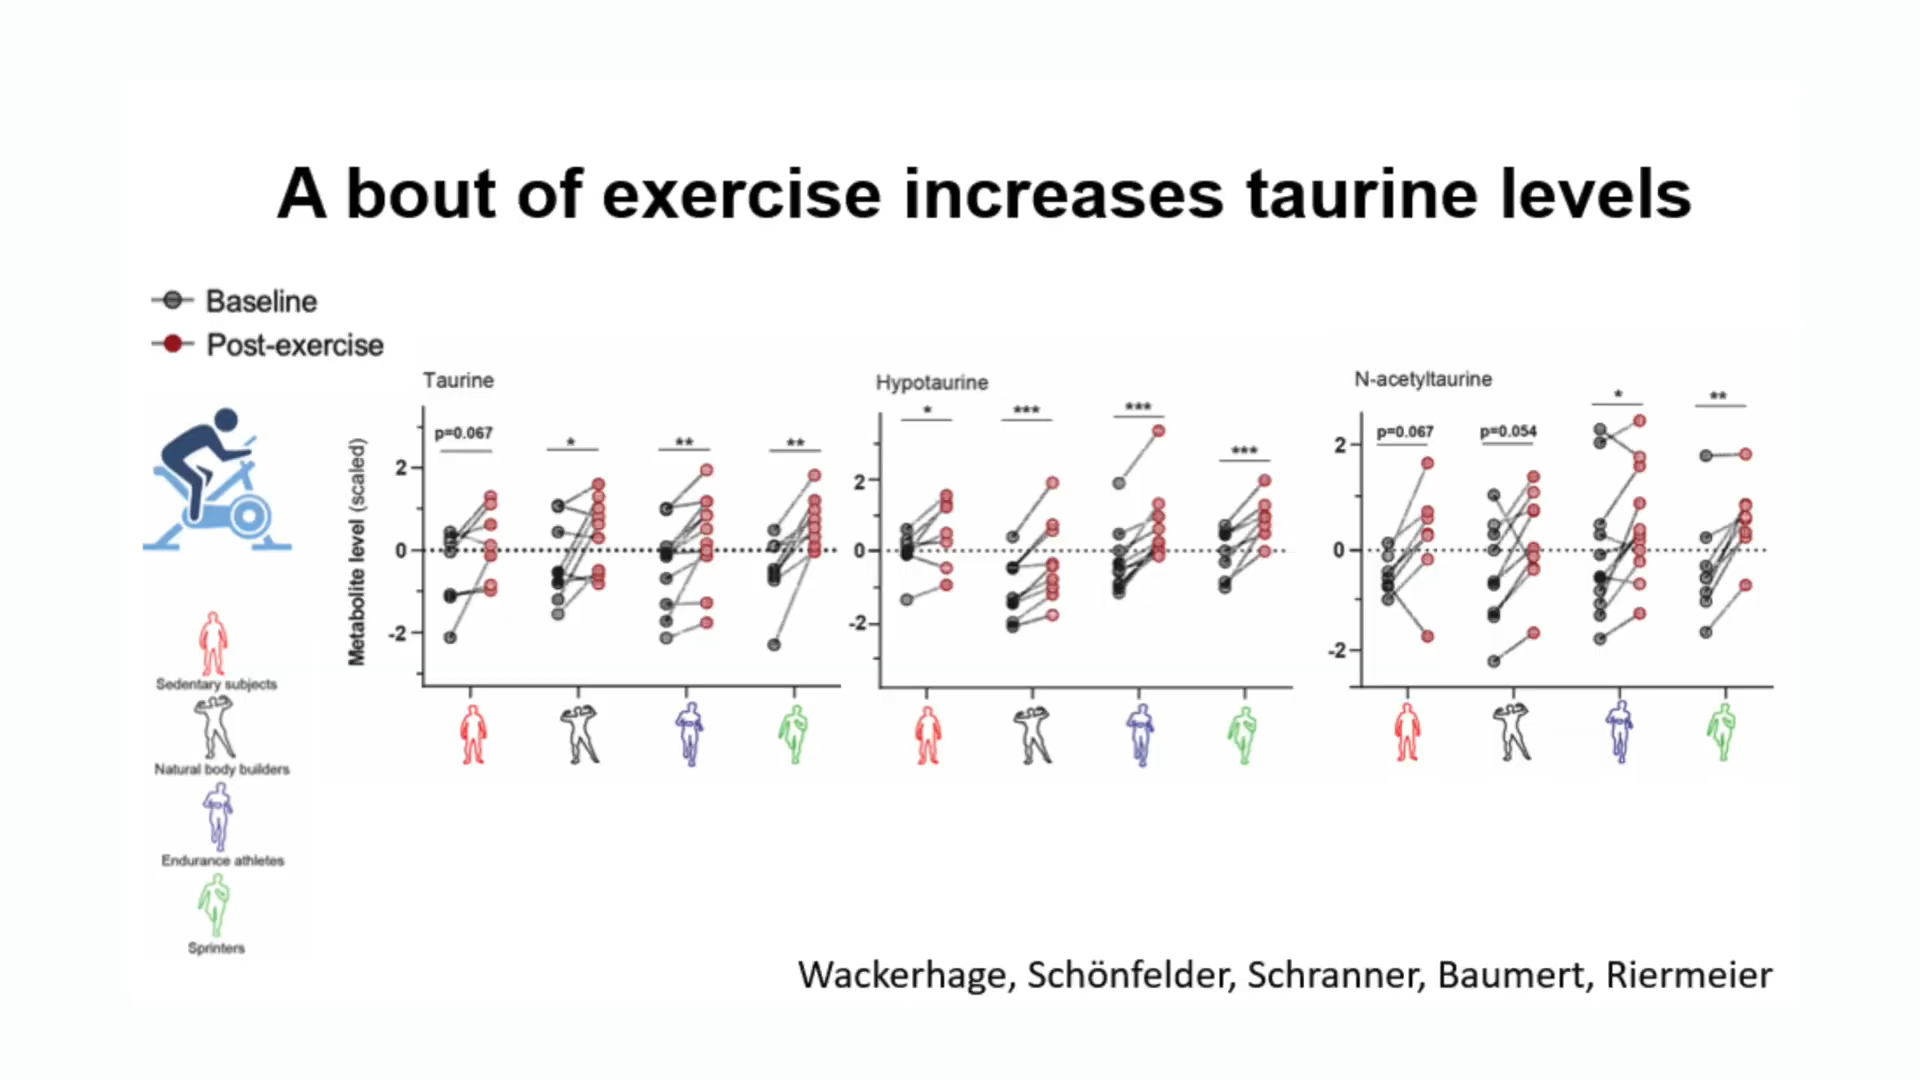 A bout of exercise increases taurine levels
Baseline
Post-exercise
Sedentary subjects
Natural body builders
Endurance athletes
Sprinters
Metabolite level (scaled)
Taurine
p=0.067
*
**
**
2
0
-2
Hypotaurine
*
***
***
***
2
0
-2
N-acetyltaurine
p=0.067
p=0.054
*
**
2
0
-2
Wackerhage, Schönfelder, Schranner, Baumert, Riermeier